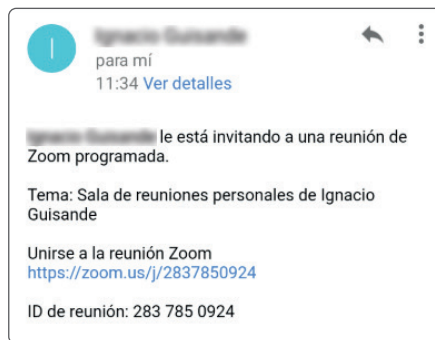 I
para mí
11:34 Ver detalles
le está invitando a una reunión de
Zoom programada.
Tema: Sala de reuniones personales de Ignacio
Guisande
Unirse a la reunión Zoom
https://zoom.us/j/2837850924
ID de reunión: 283 785 0924